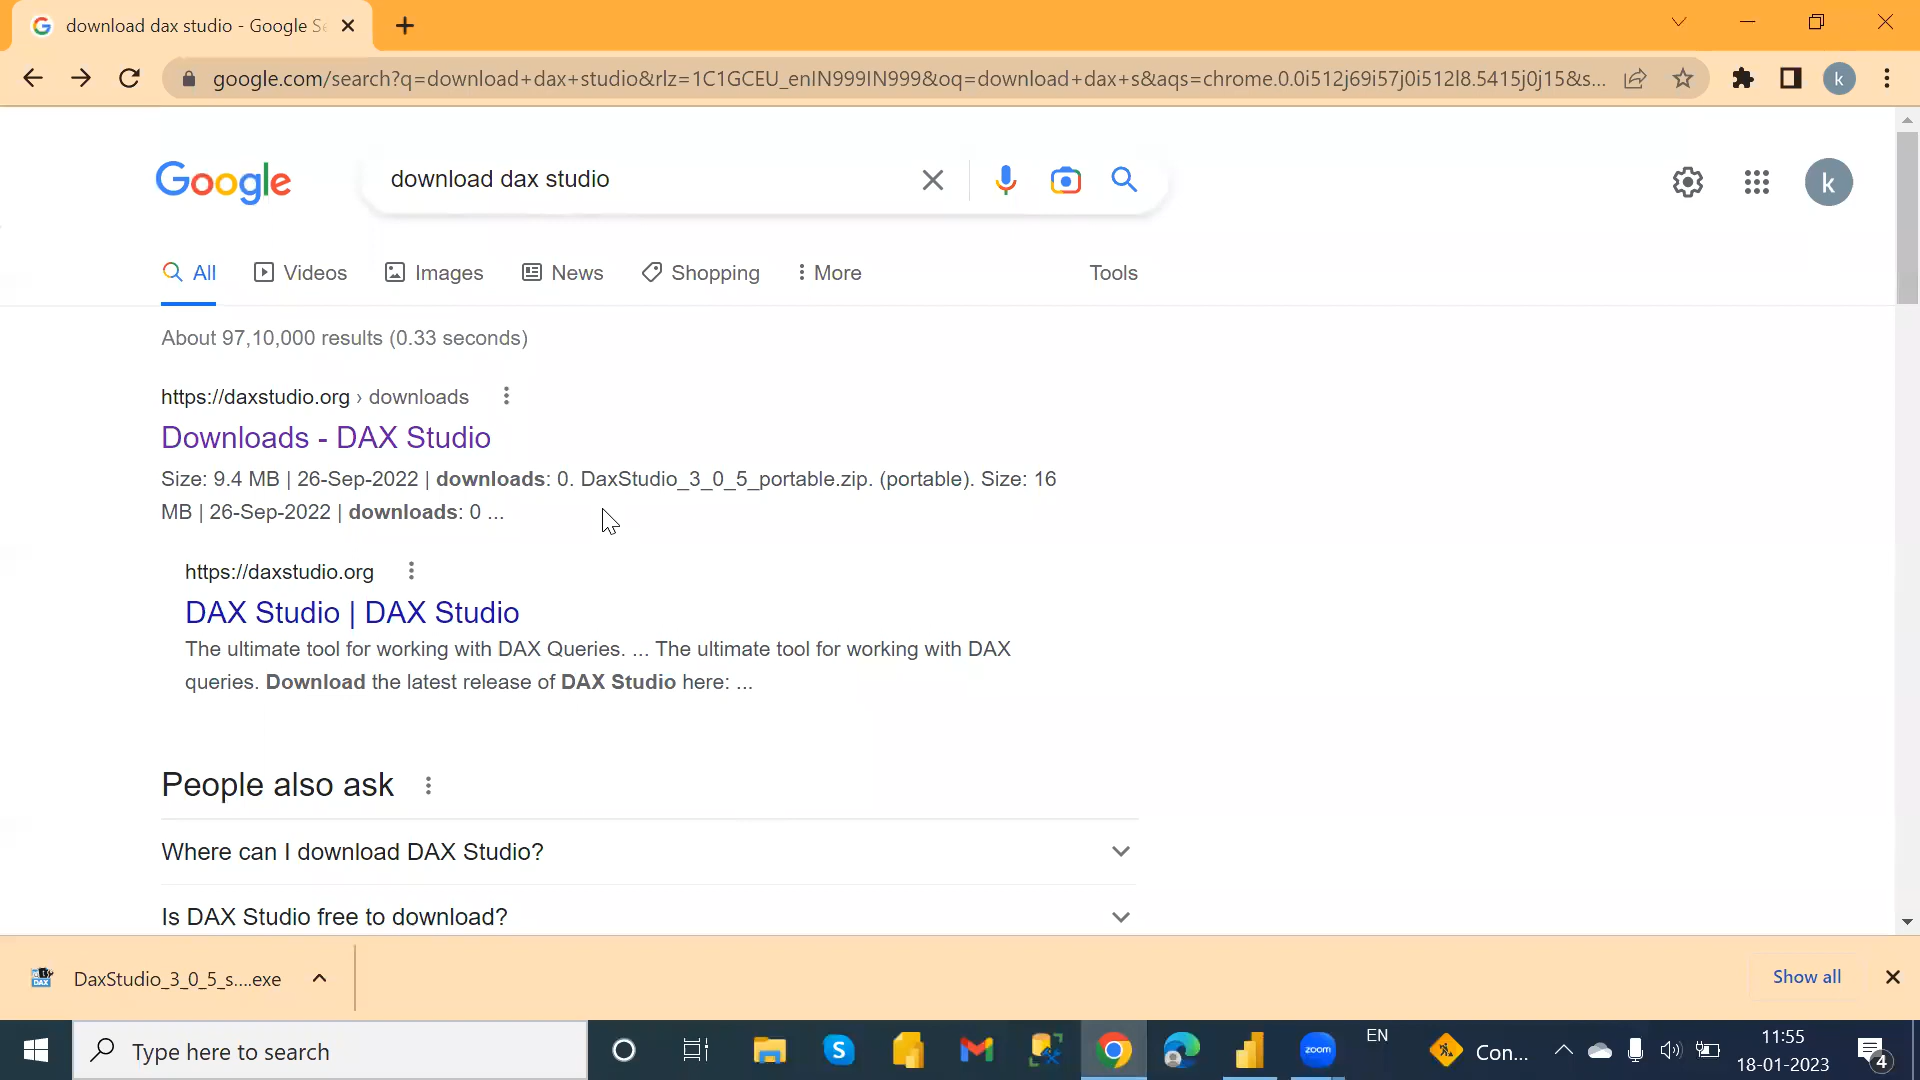 download dax studio - Google Se
google.com/search?q=download+dax+studio&rlz=1C1GCEU_enIN999IN999&oq=download+dax+s&aqs=chrome.0.0i512j69i57j0i512l8.5415j0j15&s...
k
Google
download dax studio
k
All
Videos
Images
News
Shopping
More
Tools
About 97,10,000 results (0.33 seconds)
https://daxstudio.org › downloads
Downloads - DAX Studio
Size: 9.4 MB | 26-Sep-2022 | downloads: 0. DaxStudio_3_0_5_portable.zip. (portable). Size: 16
MB | 26-Sep-2022 | downloads: 0 ...
https://daxstudio.org
DAX Studio | DAX Studio
The ultimate tool for working with DAX Queries. ... The ultimate tool for working with DAX
queries. Download the latest release of DAX Studio here: ...
People also ask
Where can I download DAX Studio?
Is DAX Studio free to download?
DAX
DaxStudio_3_0_5_s....exe
Show all
Type here to search
S
zoom
EN
Con...
11:55
18-01-2023
4